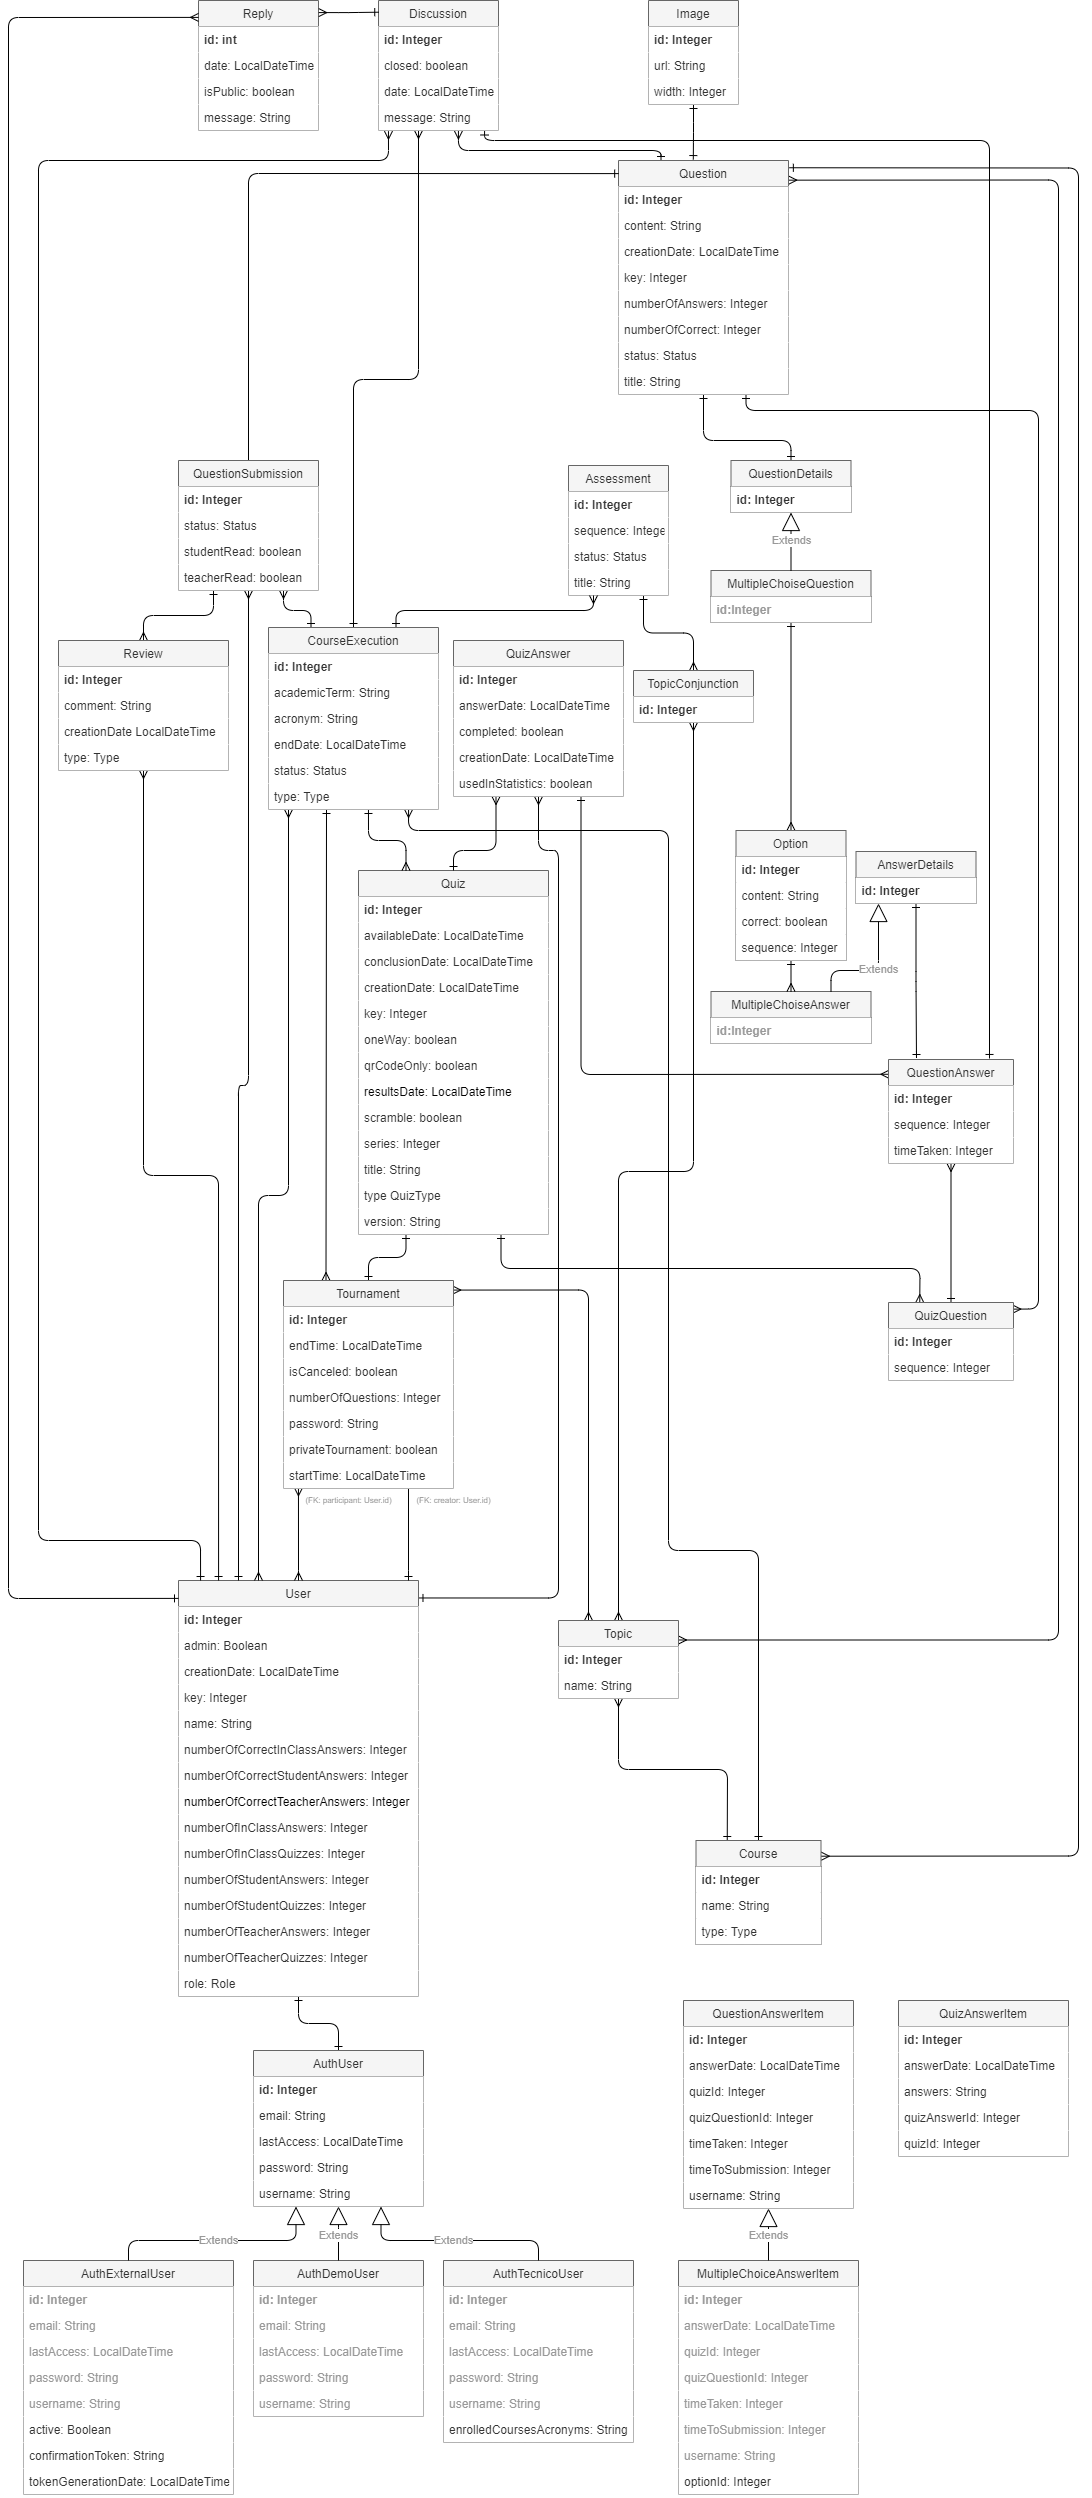 Reply
id: int
date: LocalDateTime
isPublic: boolean
message: String
Discussion
id: Integer
closed: boolean
date: LocalDateTime
message: String
Image
id: Integer
url: String
width: Integer
Question
id: Integer
content: String
creationDate: LocalDateTime
key: Integer
numberOfAnswers: Integer
numberOfCorrect: Integer
status: Status
title: String
QuestionSubmission
id: Integer
status: Status
studentRead: boolean
teacherRead: boolean
Assessment
id: Integer
sequence: Intege
status: Status
title: String
QuestionDetails
id: Integer
Extends
MultipleChoiseQuestion
id:Integer
Review
id: Integer
comment: String
creationDate LocalDateTime
type: Type
CourseExecution
id: Integer
academicTerm: String
acronym: String
endDate: LocalDateTime
status: Status
type: Type
QuizAnswer
id: Integer
answerDate: LocalDateTime
completed: boolean
creationDate: LocalDateTime
usedInStatistics: boolean
TopicConjunction
id: Integer
Option
id: Integer
content: String
correct: boolean
sequence: Integer
AnswerDetails
id: Integer
Extends
MultipleChoiseAnswer
id:Integer
Quiz
id: Integer
availableDate: LocalDateTime
conclusionDate: LocalDateTime
creationDate: LocalDateTime
key: Integer
oneWay: boolean
qrCodeOnly: boolean
resultsDate: LocalDateTime
scramble: boolean
series: Integer
title: String
type QuizType
version: String
QuestionAnswer
id: Integer
sequence: Integer
timeTaken: Integer
Tournament
id: Integer
endTime: LocalDateTime
isCanceled: boolean
numberOfQuestions: Integer
password: String
privateTournament: boolean
startTime: LocalDateTime
(FK: participant: User.id)
(FK: creator: User.id)
QuizQuestion
id: Integer
sequence: Integer
User
id: Integer
admin: Boolean
creationDate: LocalDateTime
key: Integer
name: String
numberOfCorrectInClassAnswers: Integer
numberOfCorrectStudentAnswers: Integer
numberOfCorrectTeacherAnswers: Integer
numberOfInClassAnswers: Integer
numberOfInClassQuizzes: Integer
numberOfStudentAnswers: Integer
numberOfStudentQuizzes: Integer
numberOfTeacherAnswers: Integer
numberOfTeacherQuizzes: Integer
role: Role
Topic
id: Integer
name: String
Course
id: Integer
name: String
type: Type
AuthUser
id: Integer
email: String
lastAccess: LocalDateTime
password: String
username: String
QuestionAnswerItem
id: Integer
answerDate: LocalDateTime
quizId: Integer
quizQuestionId: Integer
timeTaken: Integer
timeToSubmission: Integer
username: String
QuizAnswerItem
id: Integer
answerDate: LocalDateTime
answers: String
quizAnswerId: Integer
quizId: Integer
Extends
Extends
Extends
Extends
AuthExternalUser
id: Integer
email: String
lastAccess: LocalDateTime
password: String
username: String
active: Boolean
confirmationToken: String
tokenGenerationDate: LocalDateTime
AuthDemoUser
id: Integer
email: String
lastAccess: LocalDateTime
password: String
username: String
AuthTecnicoUser
id: Integer
email: String
lastAccess: LocalDateTime
password: String
username: String
enrolledCoursesAcronyms: String
MultipleChoiceAnswerItem
id: Integer
answerDate: LocalDateTime
quizId: Integer
quizQuestionId: Integer
timeTaken: Integer
timeToSubmission: Integer
username: String
optionId: Integer